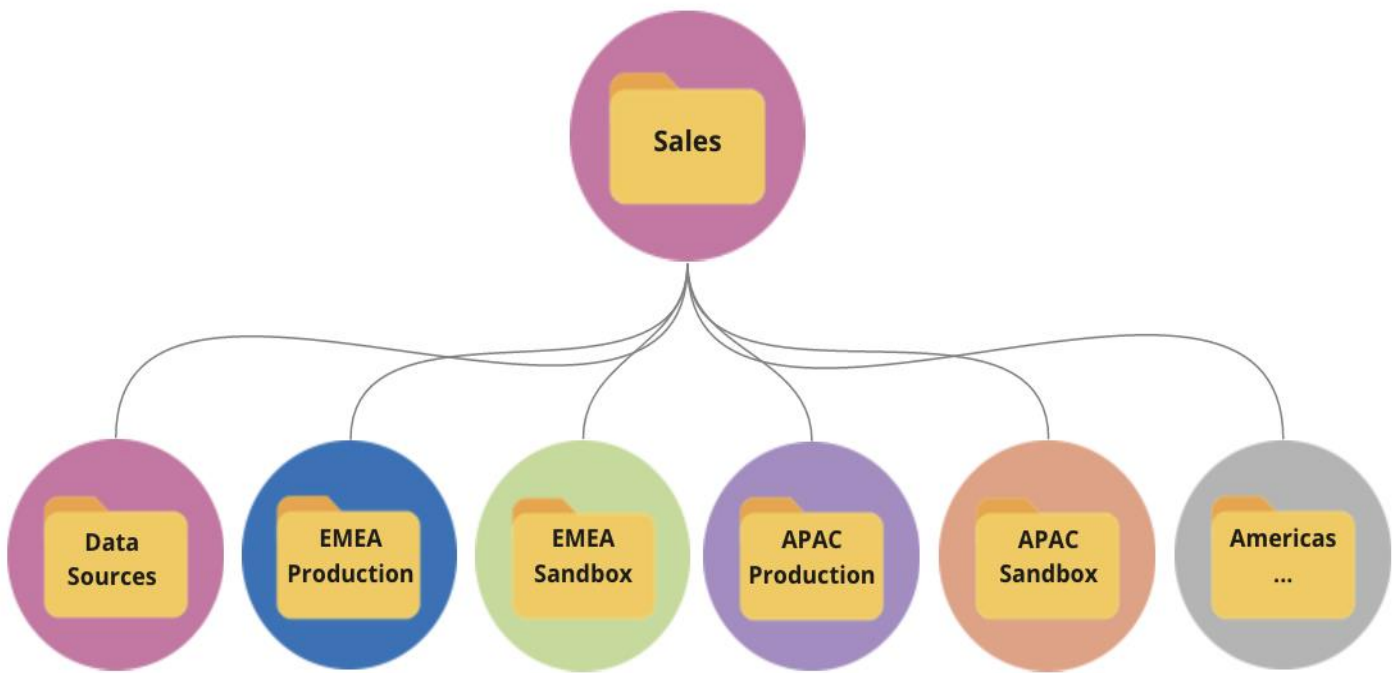 Sales
Data
Sources
EMEA
Production
EMEA
Sandbox
APAC
Production
APAC
Sandbox
Americas
...